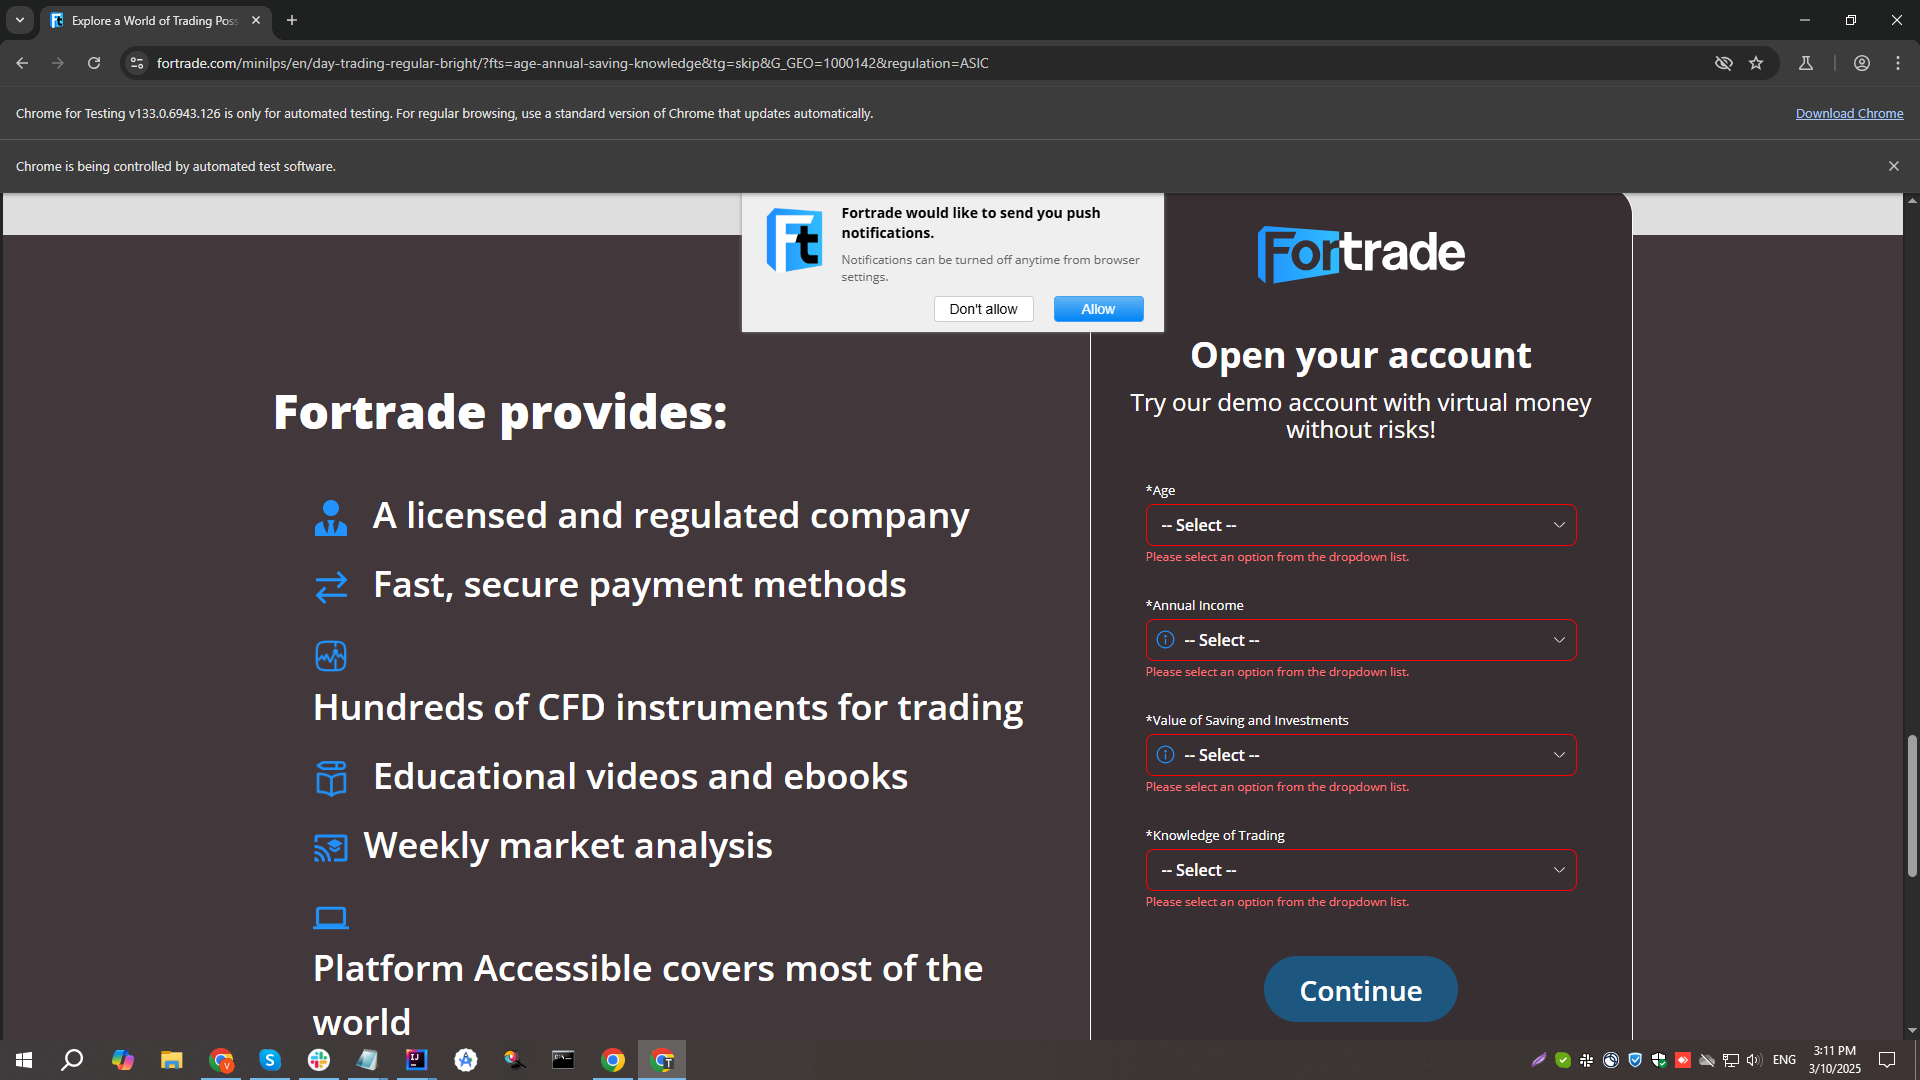 Explore a World of Trading Pos
fortrade.com/minilps/en/day-trading-regular-bright/?fts=age-annual-saving-knowledge&tg=skip&G_GEO=1000142&regulation=ASIC
Chrome for Testing v133.0.6943.126 is only for automated testing. For regular browsing, use a standard version of Chrome that updates automatically.
Download Chrome
Chrome is being controlled by automated test software.
Ft
Fortrade would like to send you push
notifications.
Notifications can be turned off anytime from browser
settings.
Don't allow
Allow
Fortrade provides:
A licensed and regulated company
Fast, secure payment methods
Hundreds of CFD instruments for trading
Educational videos and ebooks
Weekly market analysis
Platform Accessible covers most of the
world
Fortrade
Open your account
Try our demo account with virtual money
without risks!
*Age
-- Select --
Please select an option from the dropdown list.
*Annual Income
-- Select --
Please select an option from the dropdown list.
*Value of Saving and Investments
-- Select --
Please select an option from the dropdown list.
*Knowledge of Trading
-- Select --
Please select an option from the dropdown list.
Continue
ENG
3:11 PM
3/10/2025